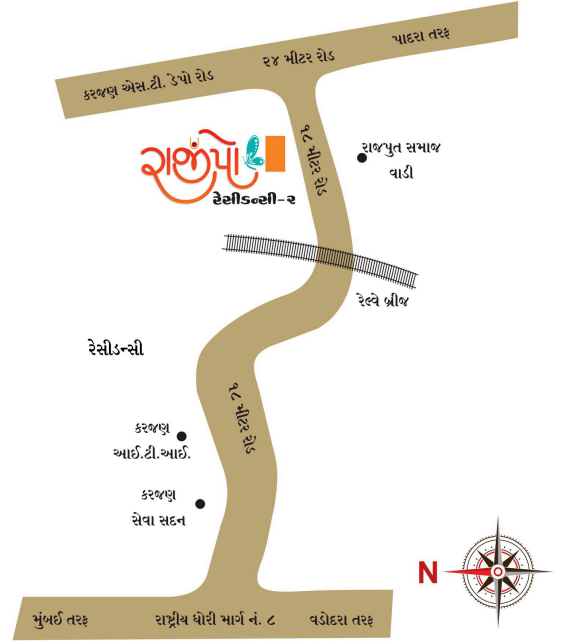 પાદરા તરફ
૨૪ મીટર રોડ
કરજણ એસ.ટી. ડેપો રોડ
૧૮ મીટર રોડ
રાજીપો
રેસીડન્સી-૨
રાજપુત સમાજ
વાડી
રેલ્વે બ્રીજ
રેસીડન્સી
૧૮ મીટર રોડ
કરજણ
આઈ.ટી.આઈ.
કરજણ
સેવા સદન
N
મુંબઈ તરફ
રાષ્ટ્રીય ધોરી માર્ગ નં. ૮
વડોદરા તરફ